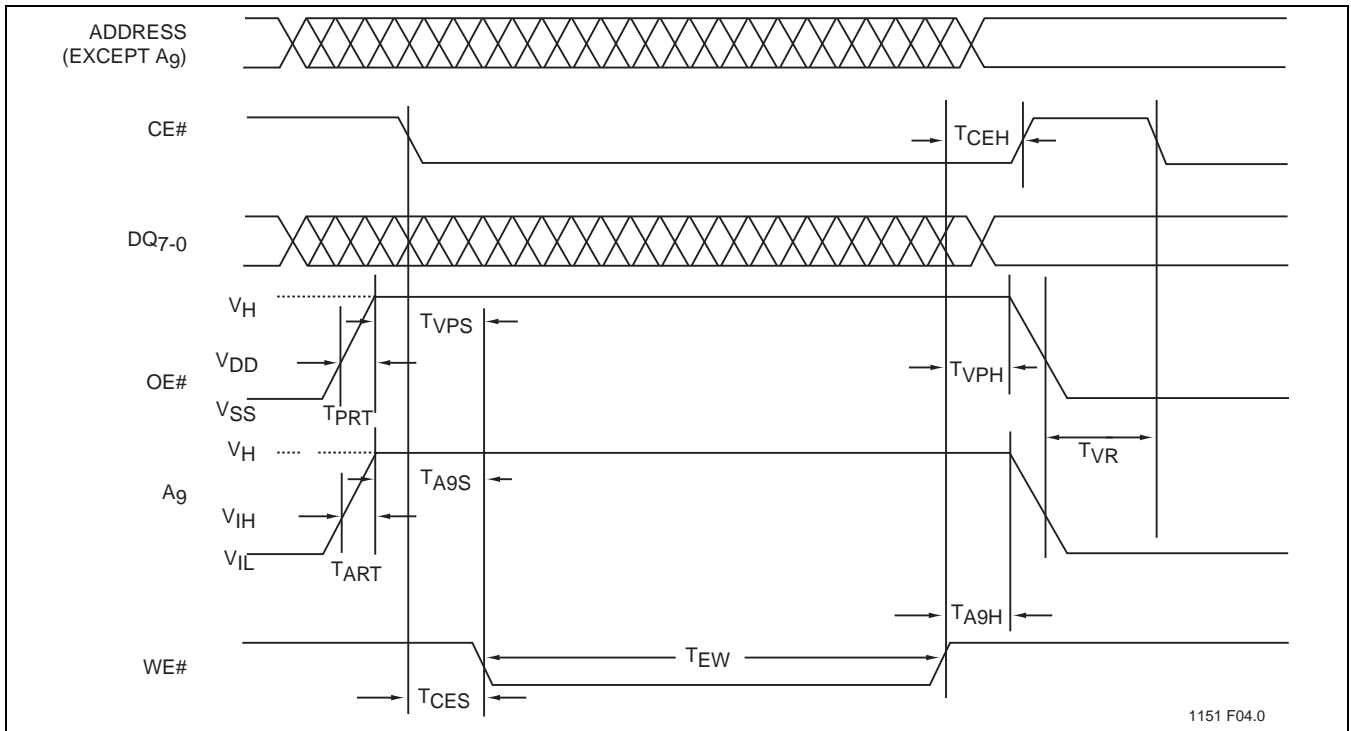 ADDRESS
(EXCEPT A9)
CE#
TCEH
DQ7-0
VH
TVPS
VDD
TVPH
OE#
VSS
TPRT
VH
TVR
TA9S
A9
VIH
VIL
TART
TA9H
WE#
TEW
TCES
1151 F04.0